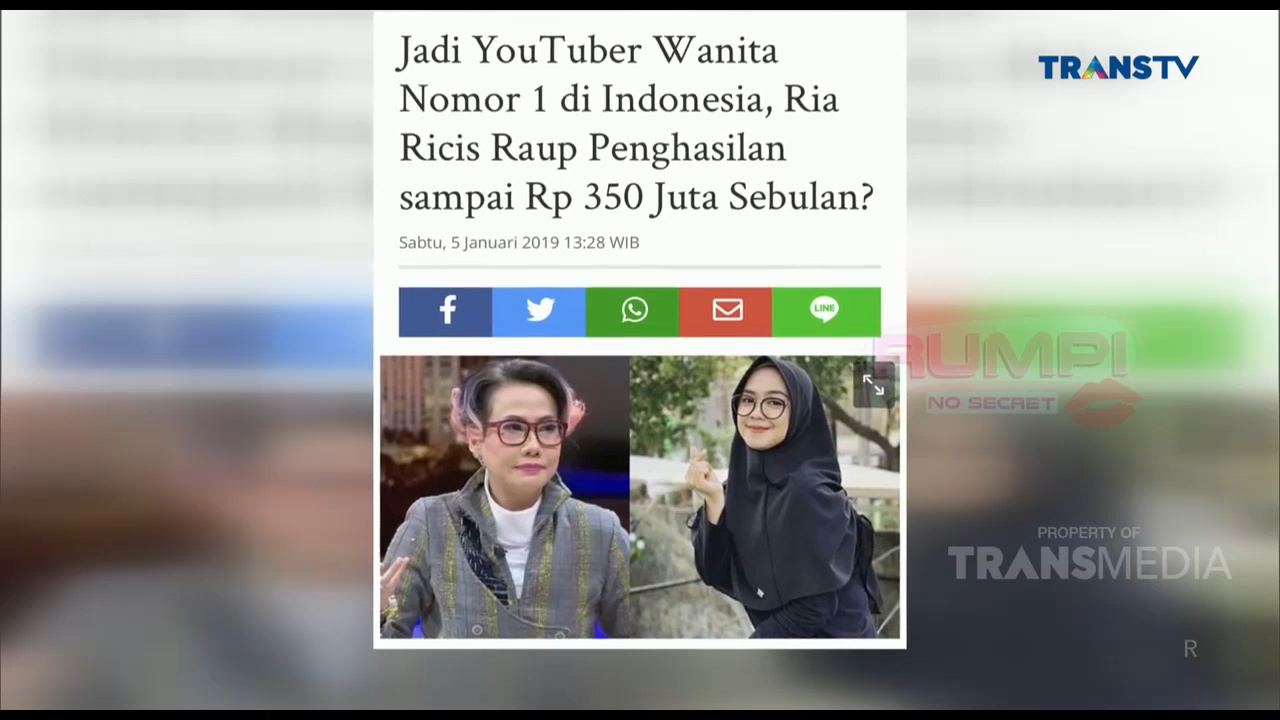 Jadi YouTuber Wanita
Nomor 1 di Indonesia, Ria
Ricis Raup Penghasilan
sampai Rp 350 Juta Sebulan?
Sabtu, 5 Januari 2019 13:28 WIB
TRANSTV
LINE
RUMPI
NO SECRET
PROPERTY OF
TRANSMEDIA
R